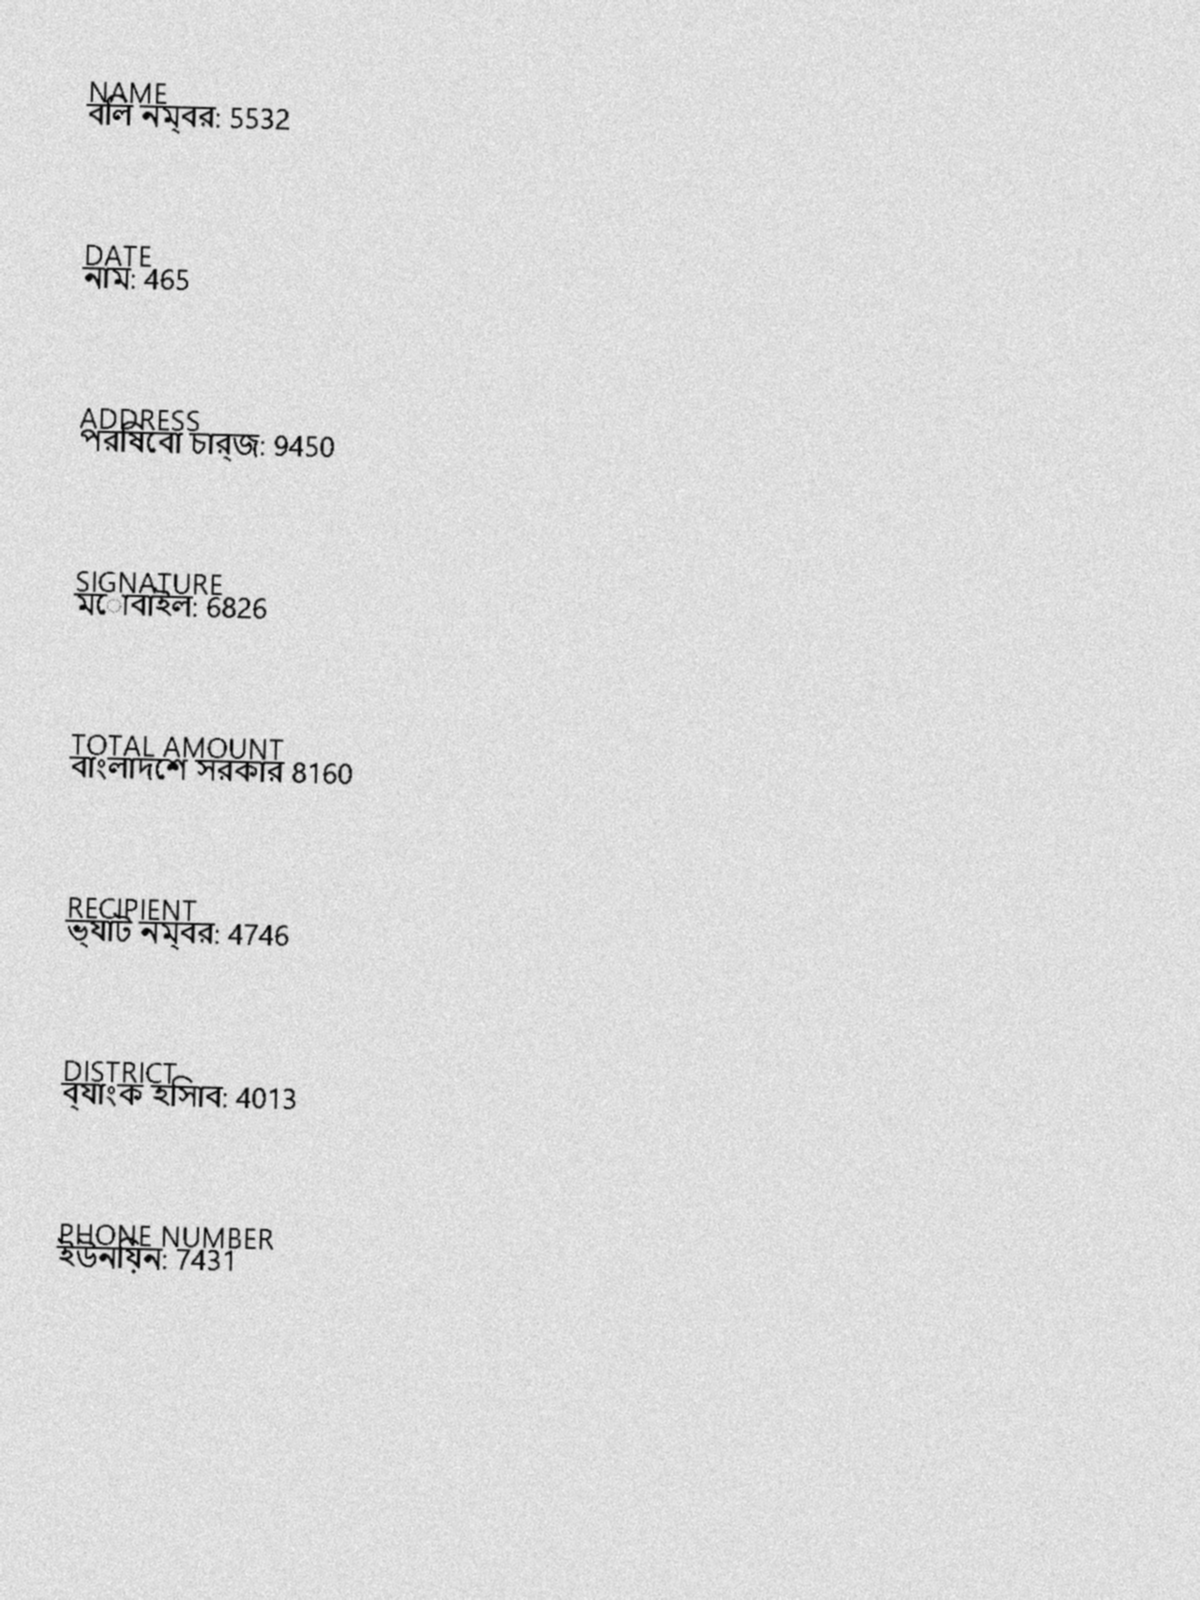 NAME
বিল নম্বর: 5532
DATE
নাম: 465
ADDRESS
পরিষেবা চার্জ: 9450
SIGNATURE
মোবাইল: 6826
TOTAL AMOUNT
বাংলাদেশ সরকার 8160
RECIPIENT
ভ্যাট নম্বর: 4746
DISTRICT
ব্যাংক হিসাব: 4013
PHONE NUMBER
ইউনিয়ন: 7431